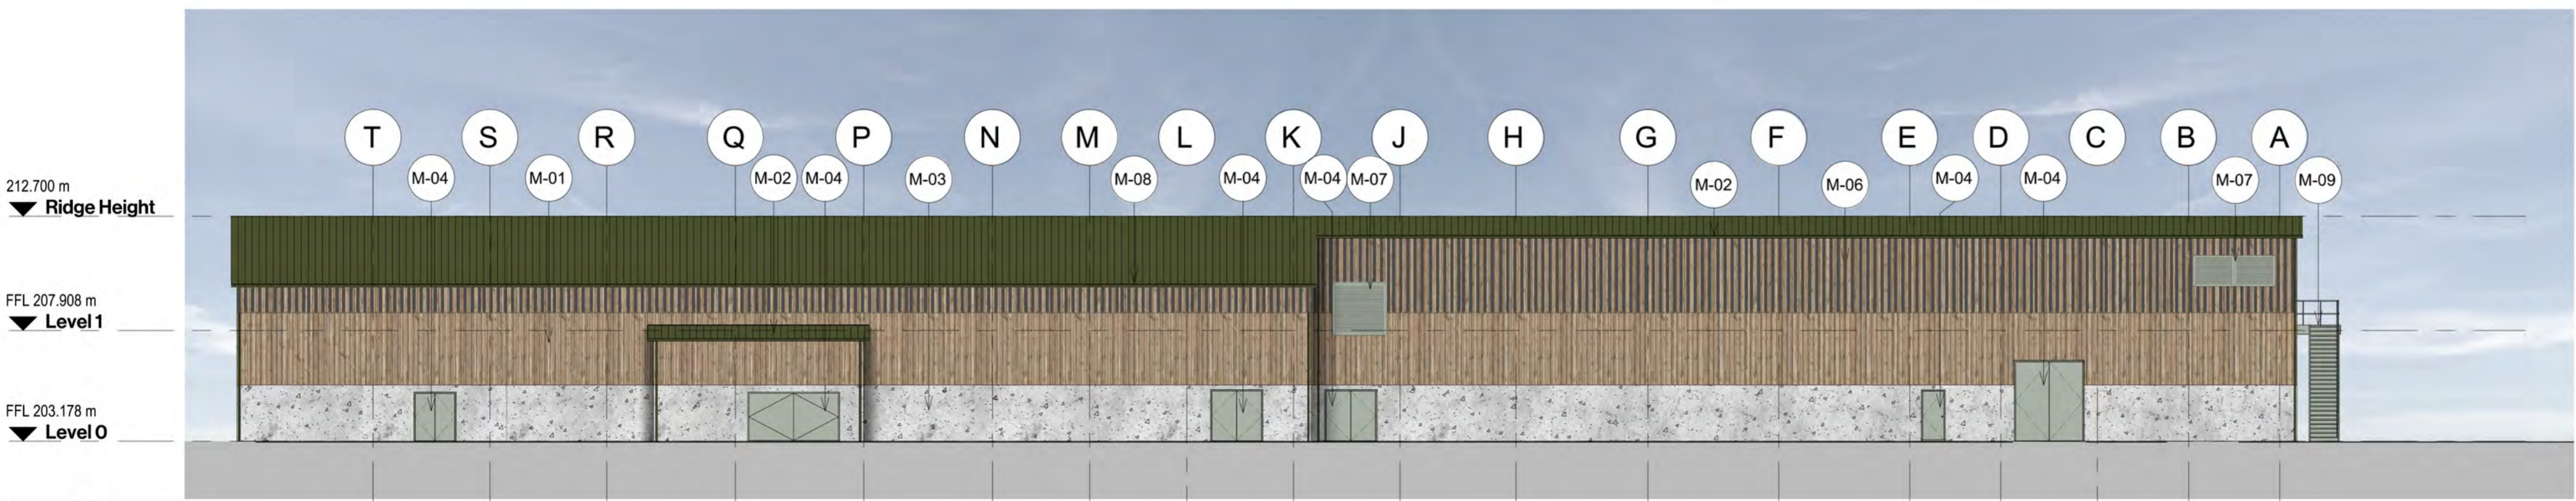 T S R Q P N M L K J H G F E D C B A
M-04 M-01 M-02 M-04 M-03 M-08 M-04 M-04 M-07 M-02 M-06 M-04 M-04 M-07 M-09
212.700 m
Ridge Height
FFL 207.908 m
Level 1
FFL 203.178 m
Level 0